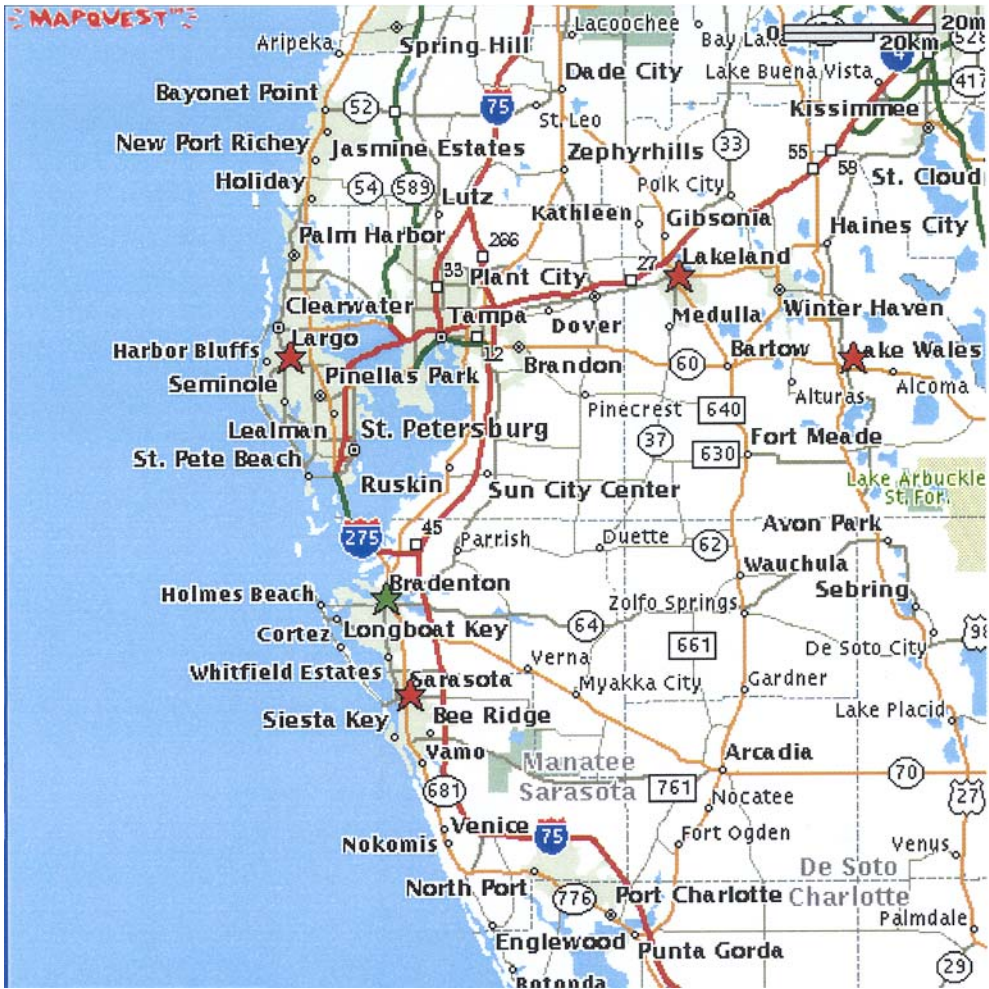 MAPQUEST
20m
0
20km
Lacoochee
Aripeka
Spring Hill
Bay Lake
528
4
Dade City
Lake Buena Vista
417
Bayonet Point
52
75
Kissimmee
St. Leo
New Port Richey
Jasmine Estates
Zephyrhills
33
55
58
St. Cloud
Holiday
54
589
Lutz
Polk City
Kathleen
Gibsonia
Haines City
Palm Harbor
266
33
Plant City
27
Lakeland
Clearwater
Tampa
Dover
Medulla
Winter Haven
Largo
Harbor Bluffs
12
Brandon
60
Bartow
Lake Wales
Seminole
Pinellas Park
Alturas
Alcoma
Pinecrest
640
Lealman
St. Petersburg
37
630
Fort Meade
St. Pete Beach
Ruskin
Sun City Center
Lake Arbuckle
St. For.
275
45
Parrish
Duette
62
Avon Park
Wauchula
Bradenton
Holmes Beach
Zolfo Springs
Sebring
Cortez
Longboat Key
64
661
De Soto City
98
Whitfield Estates
Verna
Sarasota
Myakka City
Gardner
Siesta Key
Bee Ridge
Lake Placid
Vamo
Manatee
Arcadia
Sarasota
681
761
70
27
Nocatee
Venice
75
Fort Ogden
Nokomis
Venus
De Soto
North Port
776
Port Charlotte
Charlotte
Palmdale
Englewood
Punta Gorda
29
Rotonda